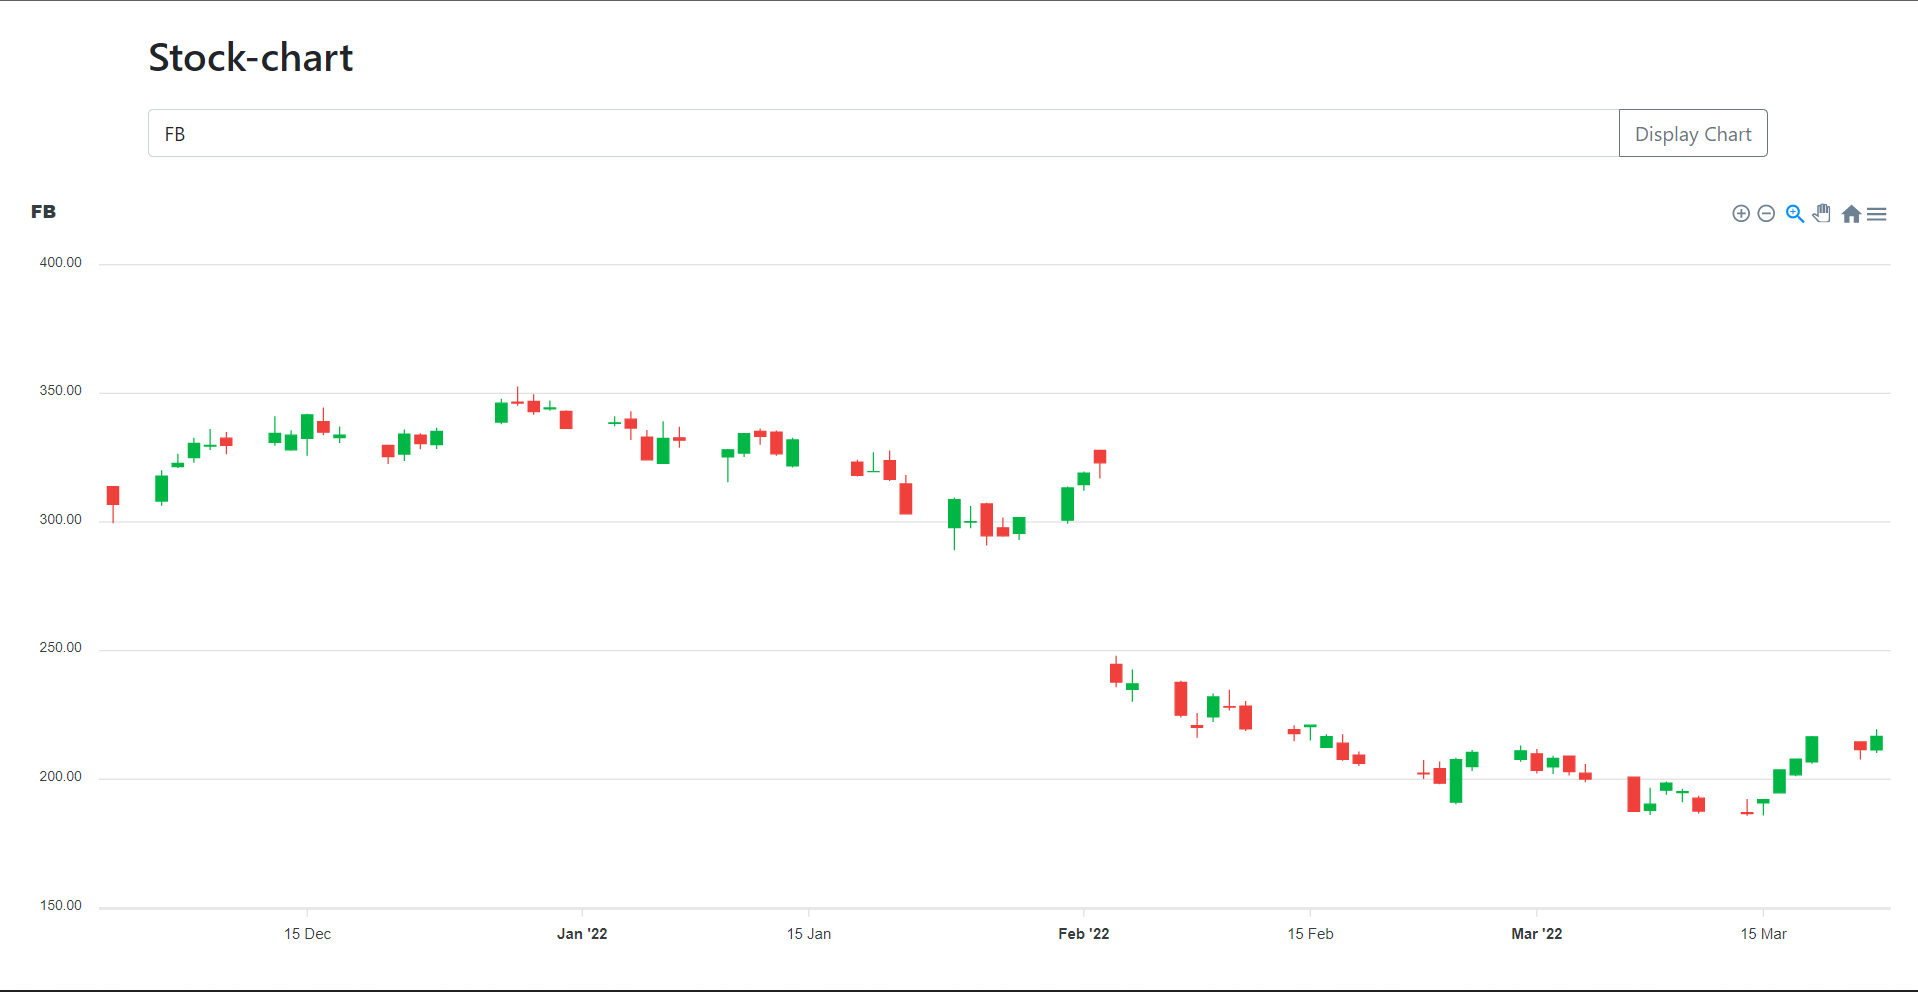 Stock-chart
FB
Display Chart
FB
400.00
350.00
300.00
250.00
200.00
150.00
15 Dec
Jan '22
15 Jan
Feb '22
15 Feb
Mar '22
15 Mar